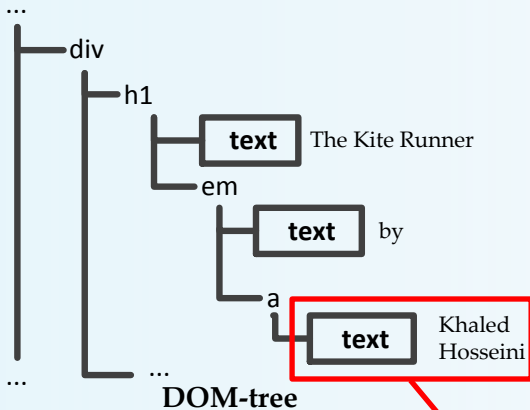 ...
div
h1
text The Kite Runner
em
text by
a
text Khaled
Hosseini
...
...
DOM-tree